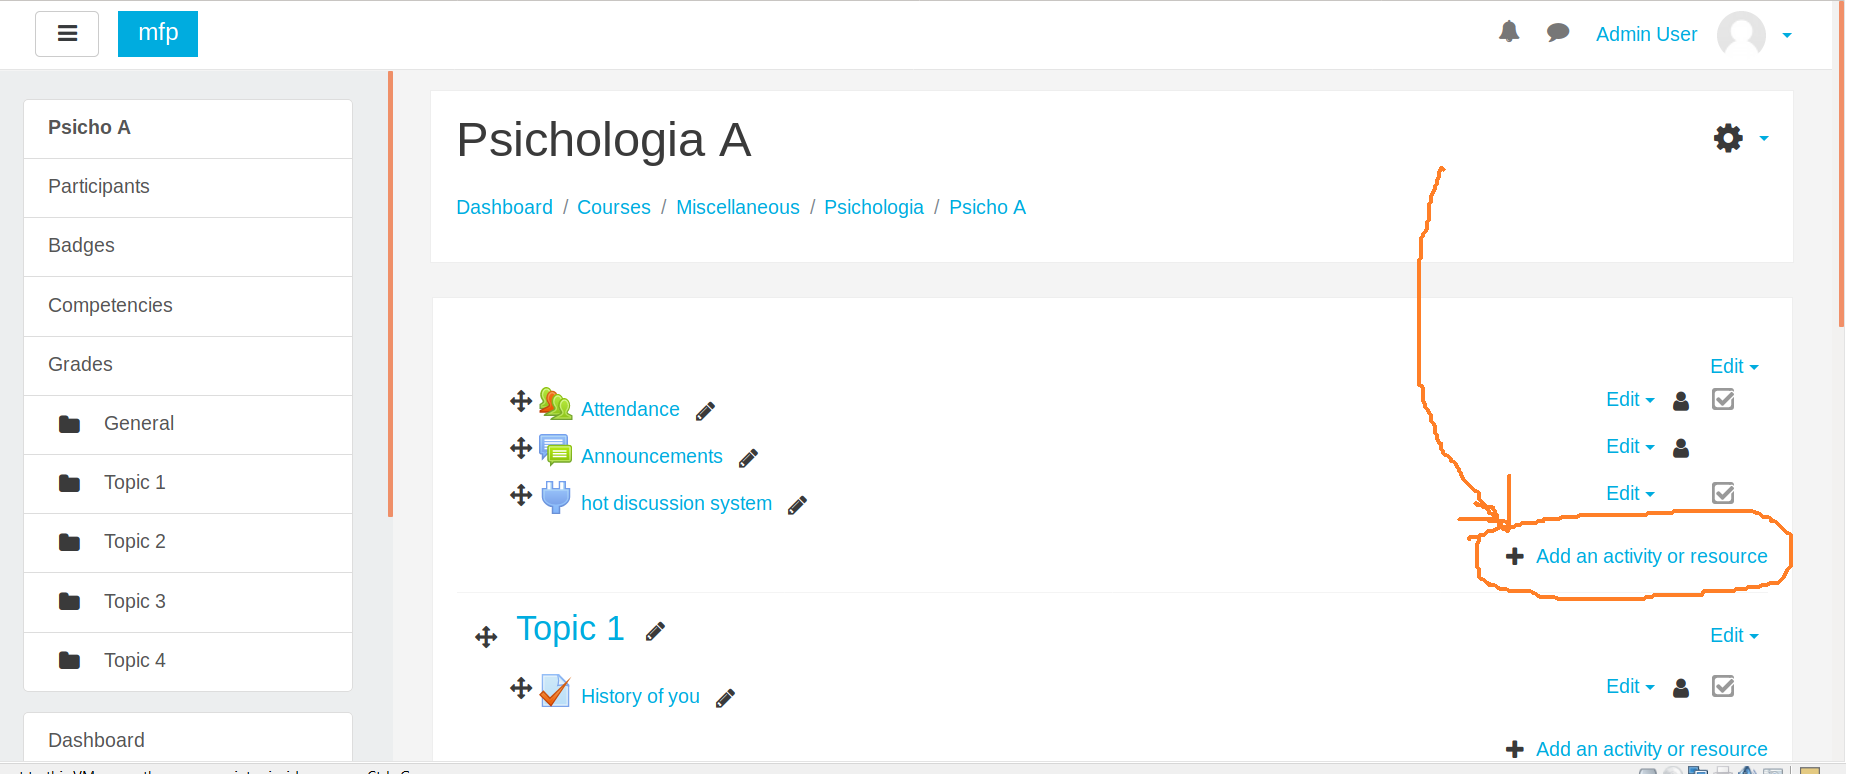 mfp
Admin User
Psicho A
Participants
Badges
Competencies
Grades
General
Topic 1
Topic 2
Topic 3
Topic 4
Dashboard
Psichologia A
Dashboard / Courses / Miscellaneous / Psichologia / Psicho A
Edit
Attendance Edit
Announcements Edit
hot discussion system Edit
Add an activity or resource
Topic 1 Edit
History of you Edit
Add an activity or resource